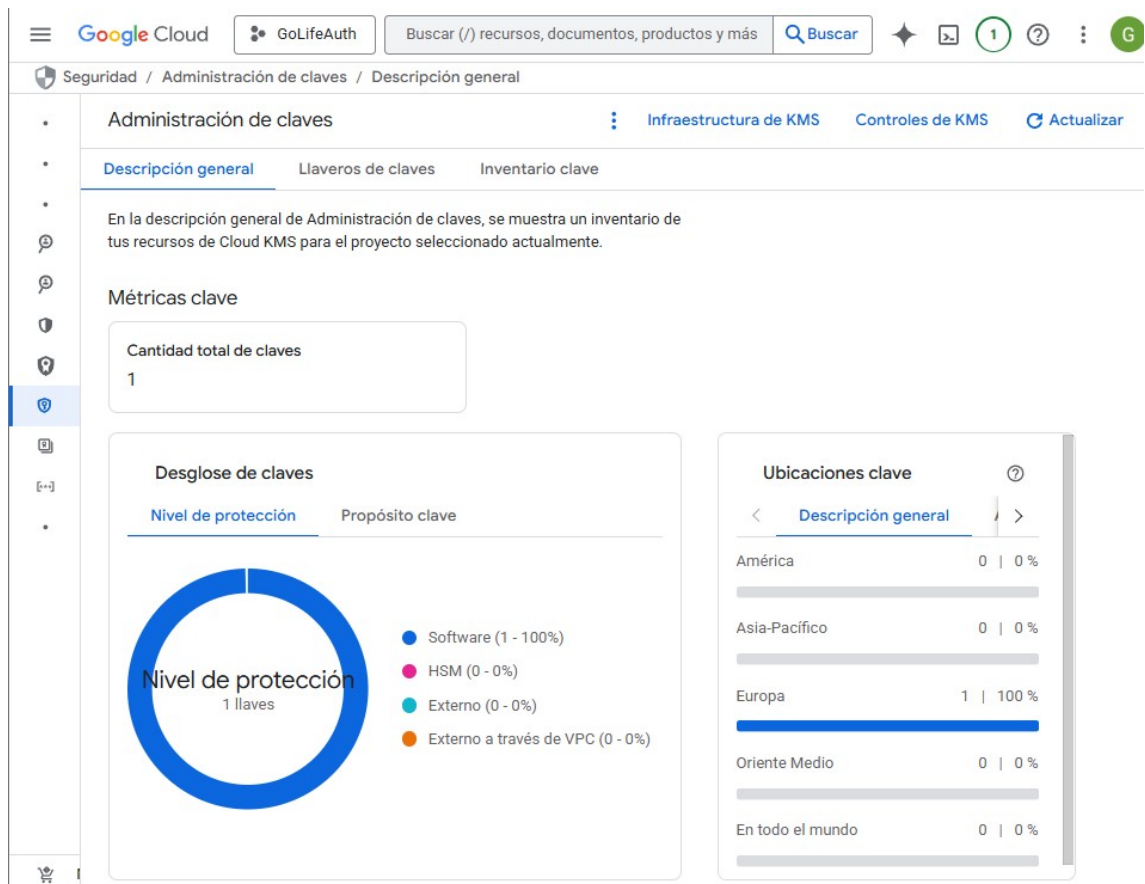 Google Cloud
GoLifeAuth
Buscar (/) recursos, documentos, productos y más
Buscar
1
G
Seguridad / Administración de claves / Descripción general
Administración de claves
Infraestructura de KMS
Controles de KMS
Actualizar
Descripción general
Llaveros de claves
Inventario clave
En la descripción general de Administración de claves, se muestra un inventario de
tus recursos de Cloud KMS para el proyecto seleccionado actualmente.
Métricas clave
Cantidad total de claves
1
Desglose de claves
Nivel de protección
Propósito clave
Nivel de protección
1 llaves
Software (1 - 100%)
HSM (0 - 0%)
Externo (0 - 0%)
Externo a través de VPC (0 - 0%)
Ubicaciones clave
Descripción general
América 0 | 0 %
Asia-Pacífico 0 | 0 %
Europa 1 | 100 %
Oriente Medio 0 | 0 %
En todo el mundo 0 | 0 %